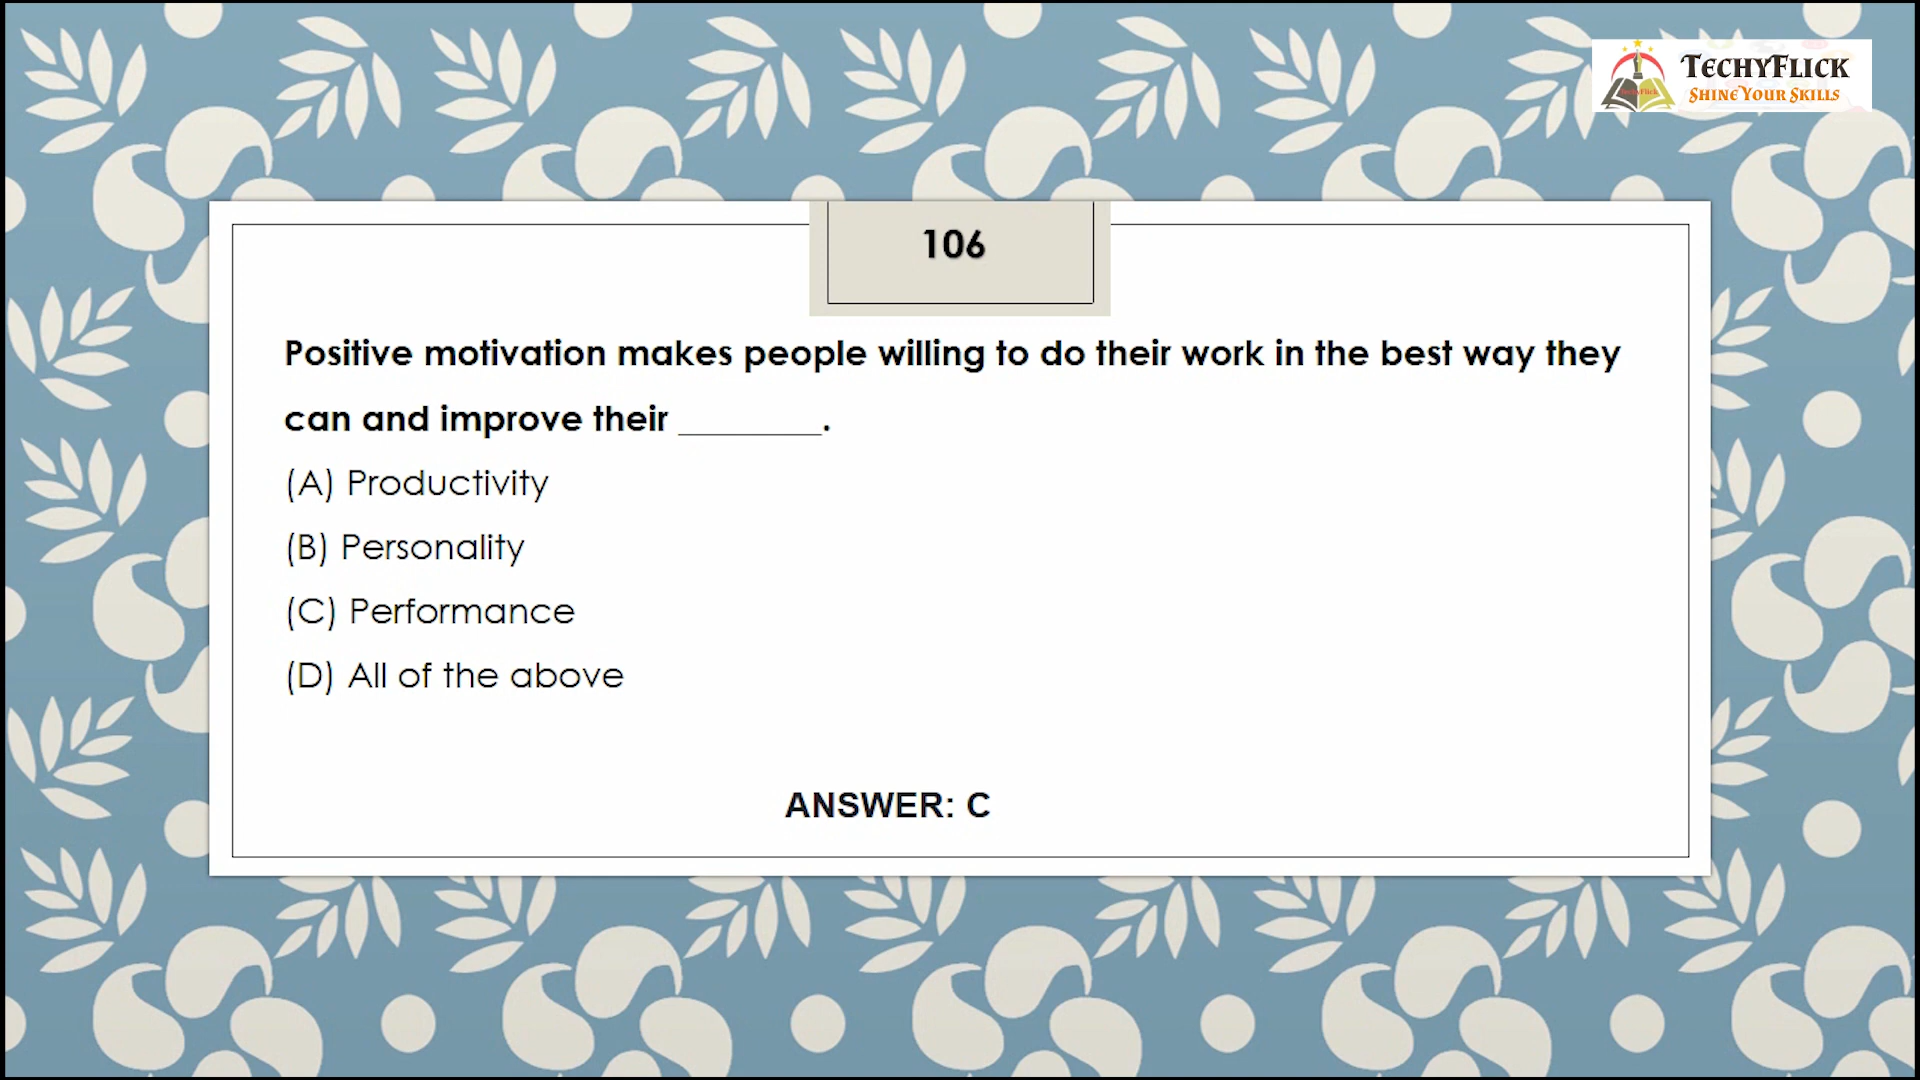 TECHYFLICK
SHINE YOUR SKILLS
106
Positive motivation makes people willing to do their work in the best way they
can and improve their ________.
(A) Productivity
(B) Personality
(C) Performance
(D) All of the above
ANSWER: C